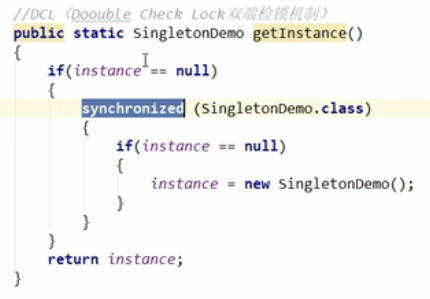 //DCL（Doouble Check Lock双端检锁机制）
public static SingletonDemo getInstance()
{
if(instance == null)
{
synchronized (SingletonDemo.class)
{
if(instance == null)
{
instance = new SingletonDemo();
}
}
}
return instance;
}